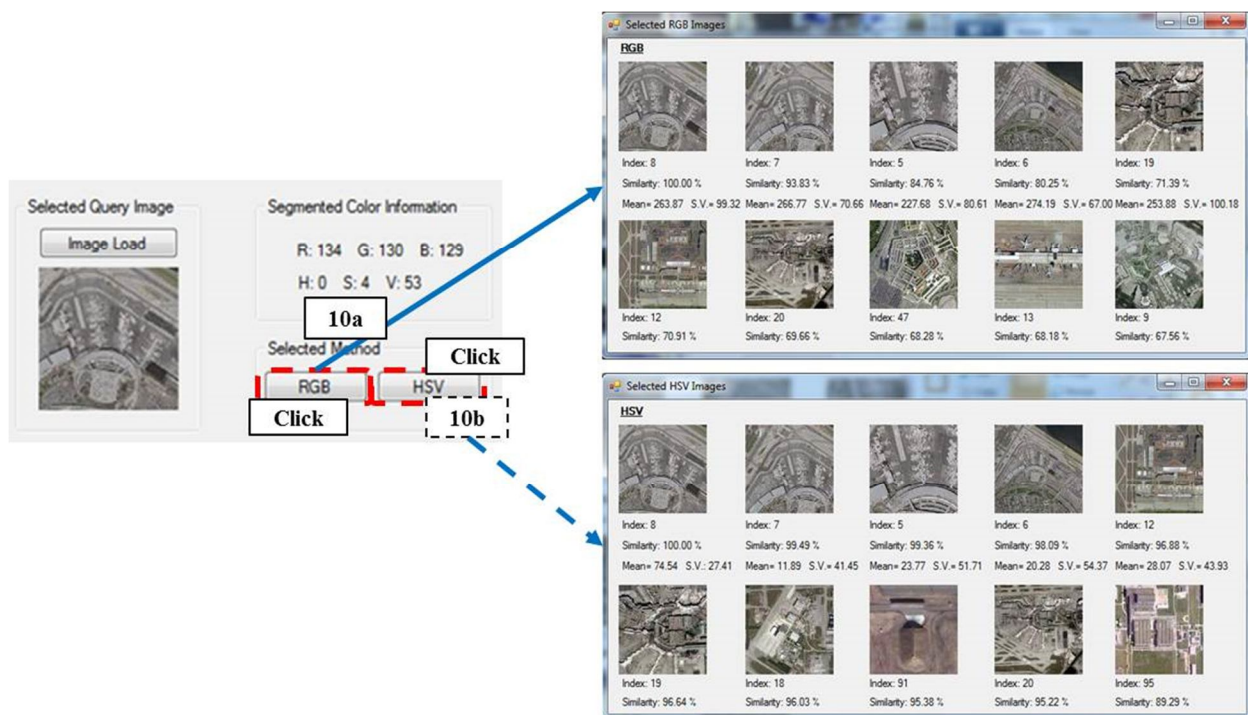 Selected Query Image
Image Load
Segmented Color Information
R: 134 G: 130 B: 129
H: 0 S: 4 V: 53
10a
Selected Method
Click
RGB
HSV
Click
10b
Selected RGB Images
RGB
Index: 8 Index: 7 Index: 5 Index: 6 Index: 19
Similarity: 100.00 % Similarity: 93.83 % Similarity: 84.76 % Similarity: 80.25 % Similarity: 71.39 %
Mean= 263.87 S.V.= 99.32 Mean= 266.77 S.V.= 70.66 Mean= 227.68 S.V.= 80.61 Mean= 274.19 S.V.= 67.00 Mean= 253.88 S.V.= 100.18
Index: 12 Index: 20 Index: 47 Index: 13 Index: 9
Similarity: 70.91 % Similarity: 69.66 % Similarity: 68.28 % Similarity: 68.18 % Similarity: 67.56 %
Selected HSV Images
HSV
Index: 8 Index: 7 Index: 5 Index: 6 Index: 12
Similarity: 100.00 % Similarity: 99.49 % Similarity: 99.36 % Similarity: 98.09 % Similarity: 96.88 %
Mean= 74.54 S.V.: 27.41 Mean= 11.89 S.V.= 41.45 Mean= 23.77 S.V.= 51.71 Mean= 20.28 S.V.= 54.37 Mean= 28.07 S.V.= 43.93
Index: 19 Index: 18 Index: 91 Index: 20 Index: 95
Similarity: 96.64 % Similarity: 96.03 % Similarity: 95.38 % Similarity: 95.22 % Similarity: 89.29 %